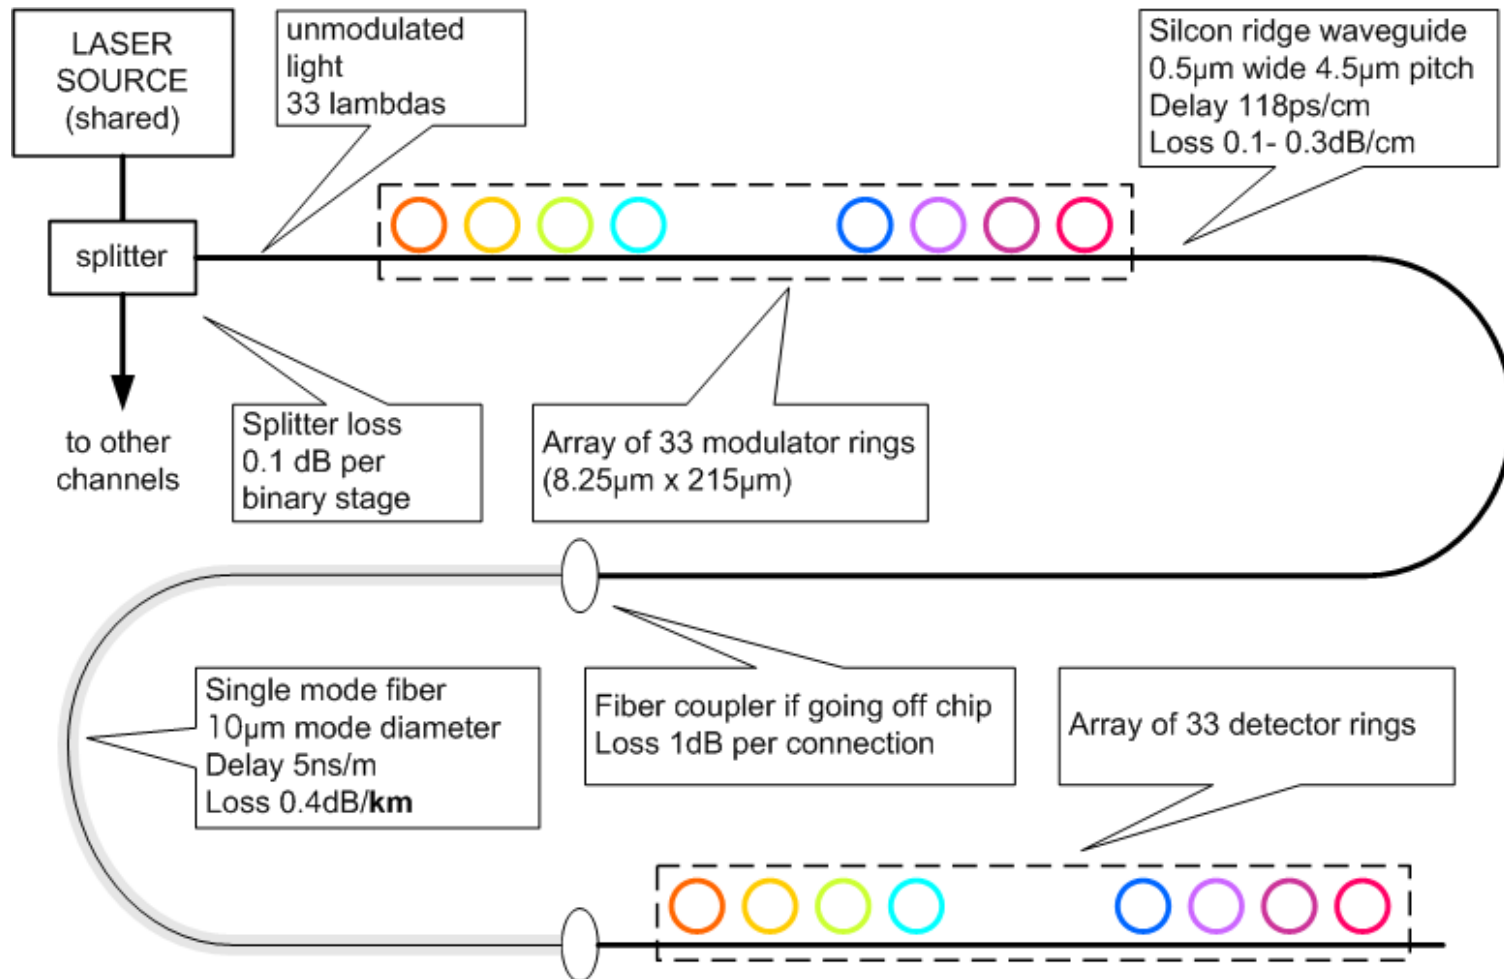 LASER
SOURCE
(shared)
unmodulated
light
33 lambdas
Silcon ridge waveguide
0.5µm wide 4.5µm pitch
Delay 118ps/cm
Loss 0.1- 0.3dB/cm
splitter
to other
channels
Splitter loss
0.1 dB per
binary stage
Array of 33 modulator rings
(8.25µm x 215µm)
Single mode fiber
10µm mode diameter
Delay 5ns/m
Loss 0.4dB/km
Fiber coupler if going off chip
Loss 1dB per connection
Array of 33 detector rings